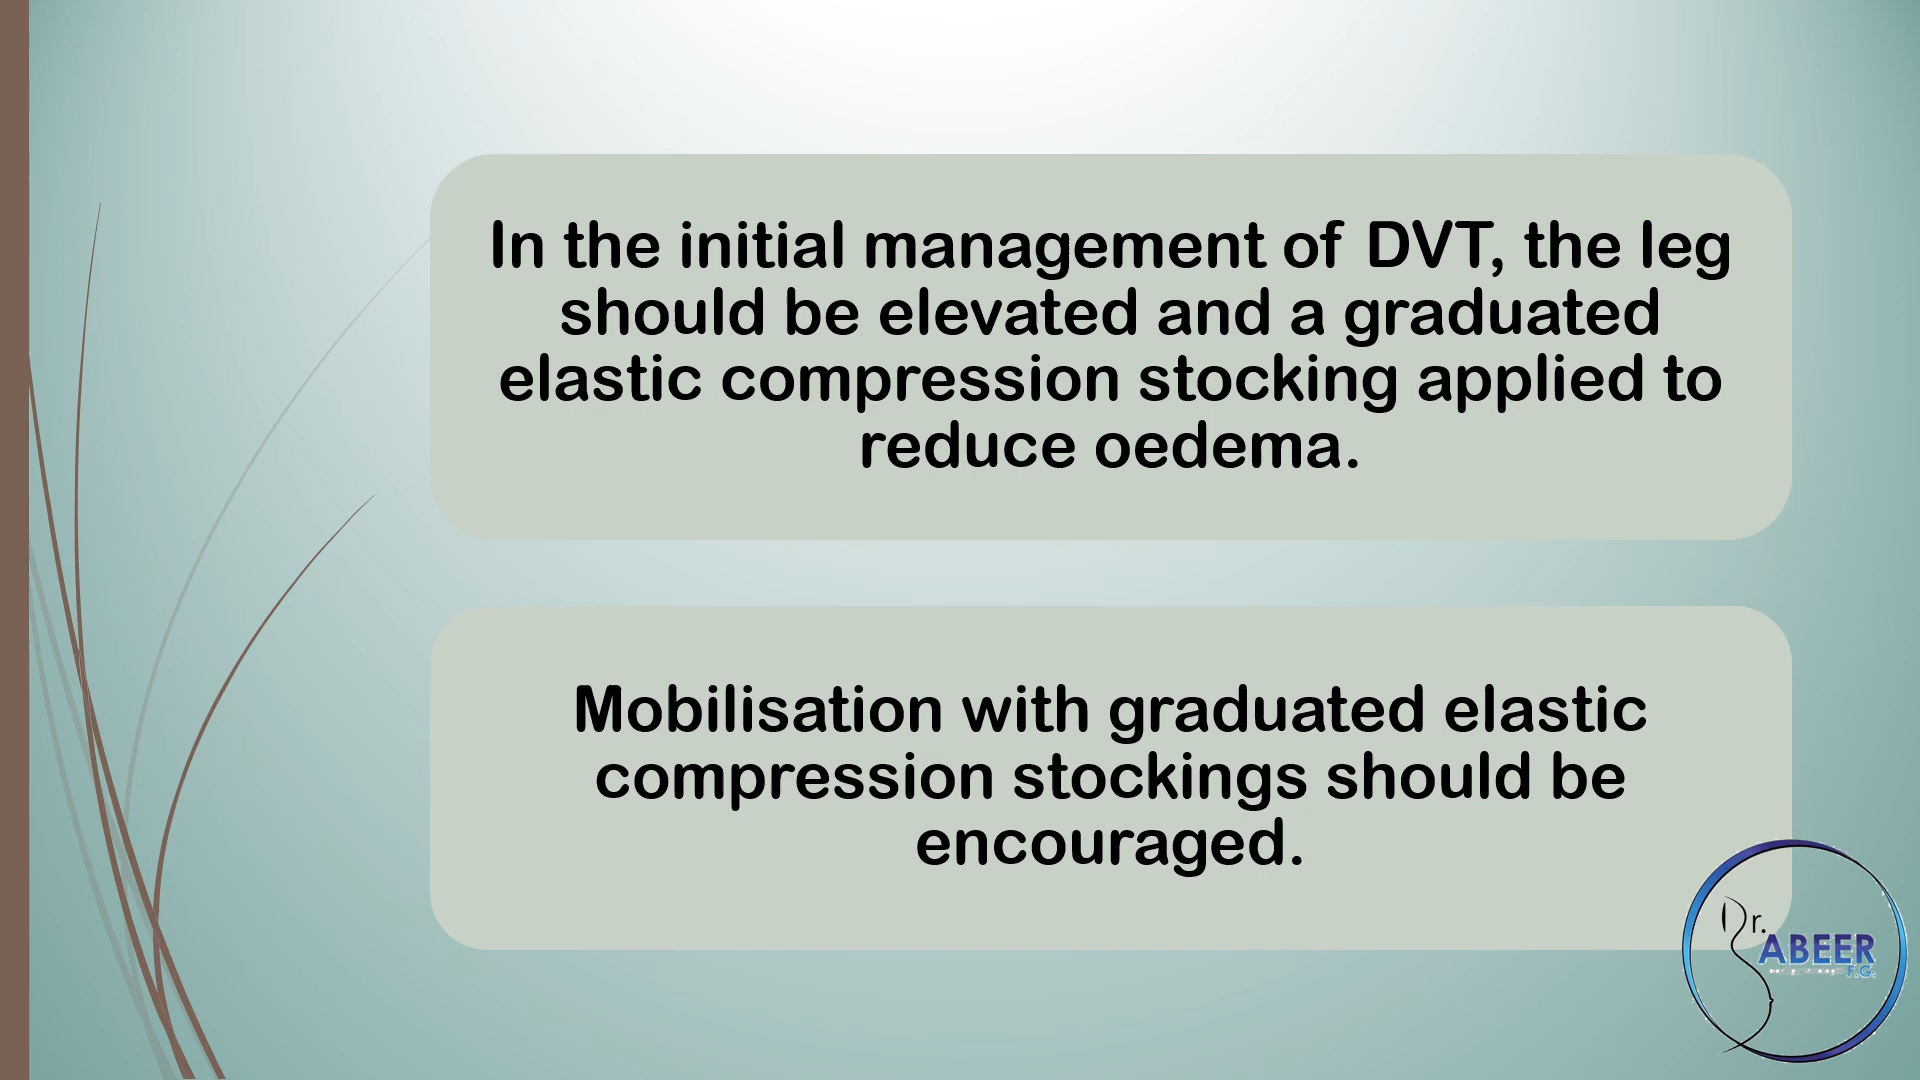 In the initial management of DVT, the leg
should be elevated and a graduated
elastic compression stocking applied to
reduce oedema.
Mobilisation with graduated elastic
compression stockings should be
encouraged.
Dr.
ABEER
F.G.